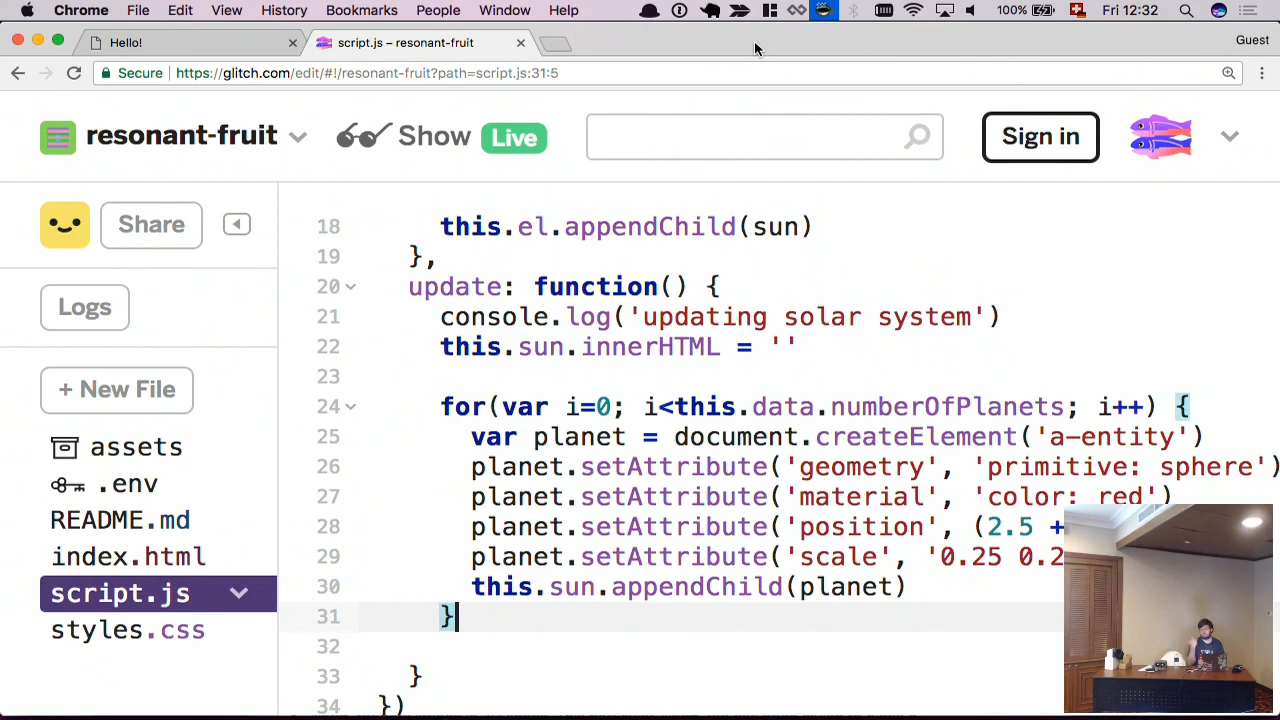 Chrome File Edit View History Bookmarks People Window Help 100% Fri 12:32
Hello! script.js – resonant-fruit Guest
Secure https://glitch.com/edit/#!/resonant-fruit?path=script.js:31:5
resonant-fruit Show Live Sign in
Share
Logs
+ New File
assets
.env
README.md
index.html
script.js
styles.css
18 this.el.appendChild(sun)
19 },
20 update: function() {
21 console.log('updating solar system')
22 this.sun.innerHTML = ''
23
24 for(var i=0; i<this.data.numberOfPlanets; i++) {
25 var planet = document.createElement('a-entity')
26 planet.setAttribute('geometry', 'primitive: sphere')
27 planet.setAttribute('material', 'color: red')
28 planet.setAttribute('position', (2.5 +
29 planet.setAttribute('scale', '0.25 0.2
30 this.sun.appendChild(planet)
31 }
32
33 }
34 })